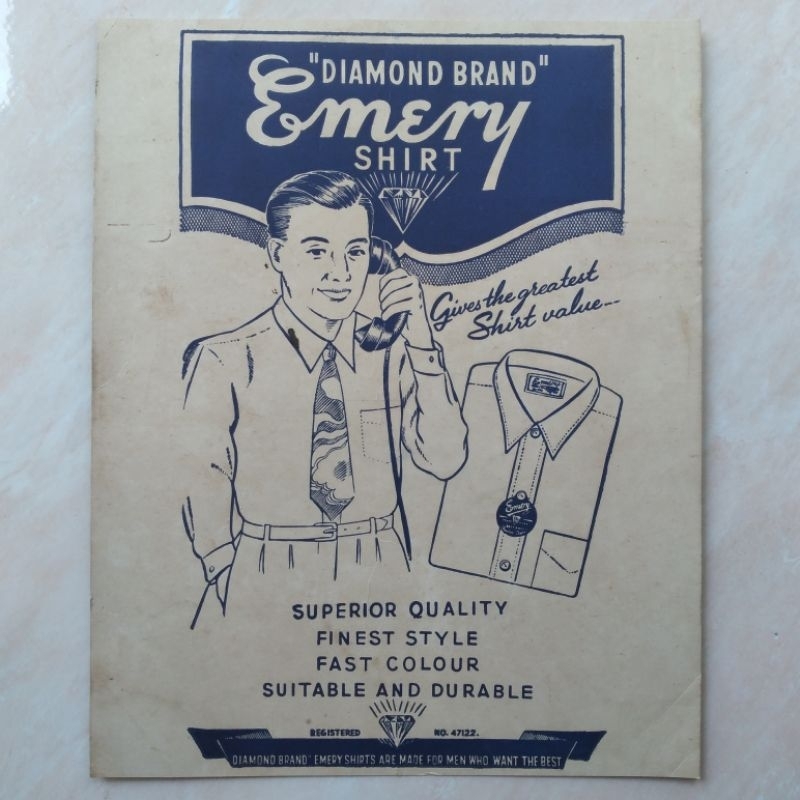 "DIAMOND BRAND"
Emery
SHIRT
Gives the greatest
Shirt value---
Emery
SUPERIOR QUALITY
FINEST STYLE
FAST COLOUR
SUITABLE AND DURABLE
REGISTERED NO. 47122.
DIAMOND BRAND" EMERY SHIRTS ARE MADE FOR MEN WHO WANT THE BEST